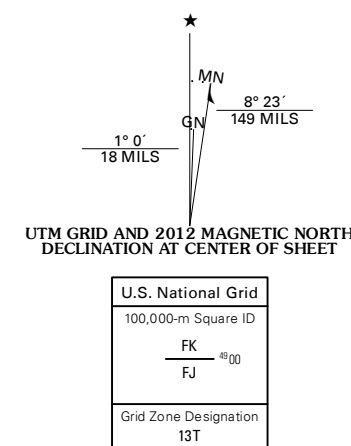 ★
MN
8° 23´
149 MILS
GN
1° 0´
18 MILS
UTM GRID AND 2012 MAGNETIC NORTH
DECLINATION AT CENTER OF SHEET
U.S. National Grid
100,000-m Square ID
FK
4900
FJ
Grid Zone Designation
13T